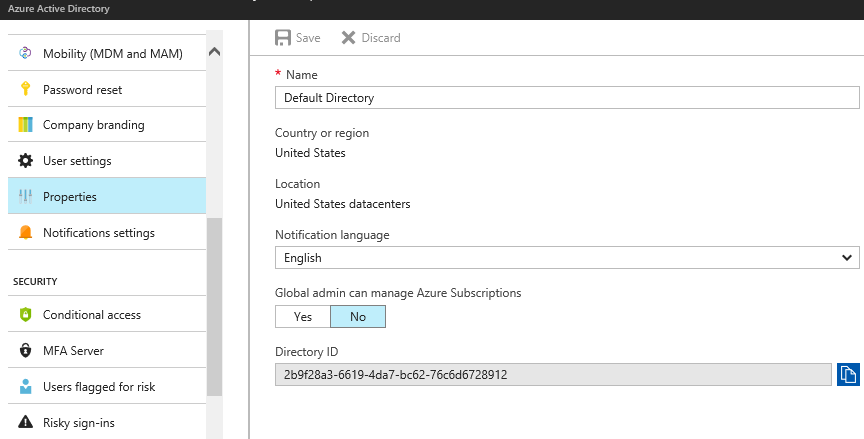 Azure Active Directory
Mobility (MDM and MAM)
Password reset
Company branding
User settings
Properties
Notifications settings
SECURITY
Conditional access
MFA Server
Users flagged for risk
Risky sign-ins
Save Discard
* Name
Default Directory
Country or region
United States
Location
United States datacenters
Notification language
English
Global admin can manage Azure Subscriptions
Yes No
Directory ID
2b9f28a3-6619-4da7-bc62-76c6d6728912